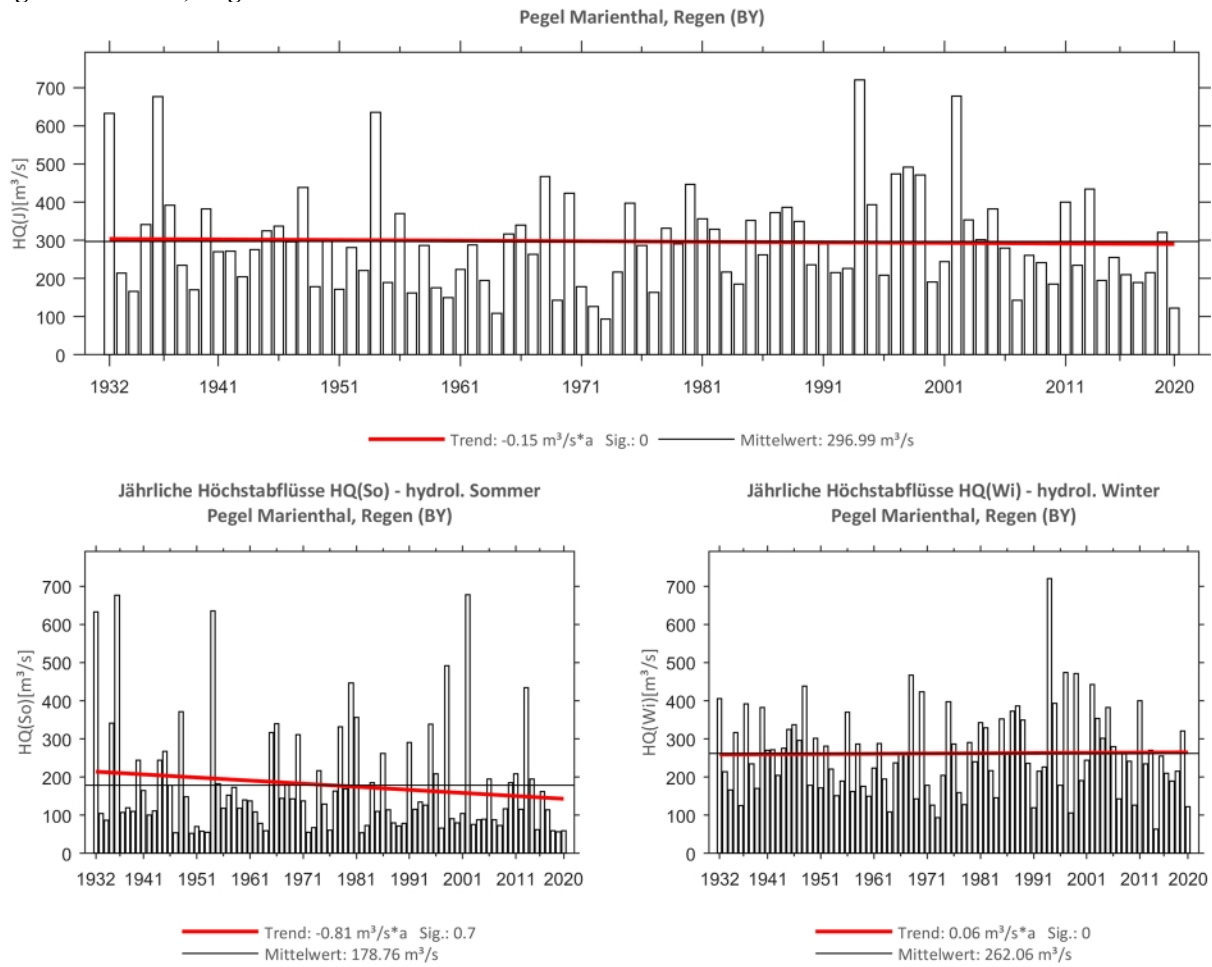 Pegel Marienthal, Regen (BY)
HQ(J)[m³/s]
700
600
500
400
300
200
100
0
1932 1941 1951 1961 1971 1981 1991 2001 2011 2020
Trend: -0.15 m³/s*a Sig.: 0 Mittelwert: 296.99 m³/s
Jährliche Höchstabflüsse HQ(So) - hydrol. Sommer
Pegel Marienthal, Regen (BY)
HQ(So)[m³/s]
700
600
500
400
300
200
100
0
1932 1941 1951 1961 1971 1981 1991 2001 2011 2020
Trend: -0.81 m³/s*a Sig.: 0.7
Mittelwert: 178.76 m³/s
Jährliche Höchstabflüsse HQ(Wi) - hydrol. Winter
Pegel Marienthal, Regen (BY)
HQ(Wi)[m³/s]
700
600
500
400
300
200
100
0
1932 1941 1951 1961 1971 1981 1991 2001 2011 2020
Trend: 0.06 m³/s*a Sig.: 0
Mittelwert: 262.06 m³/s